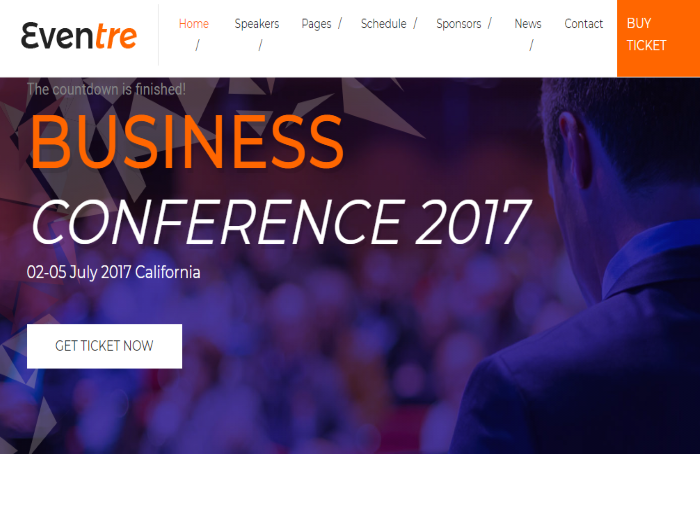 Eventre
Home /
Speakers /
Pages /
Schedule /
Sponsors /
News /
Contact
BUY
TICKET
The countdown is finished!
BUSINESS
CONFERENCE 2017
02-05 July 2017 California
GET TICKET NOW